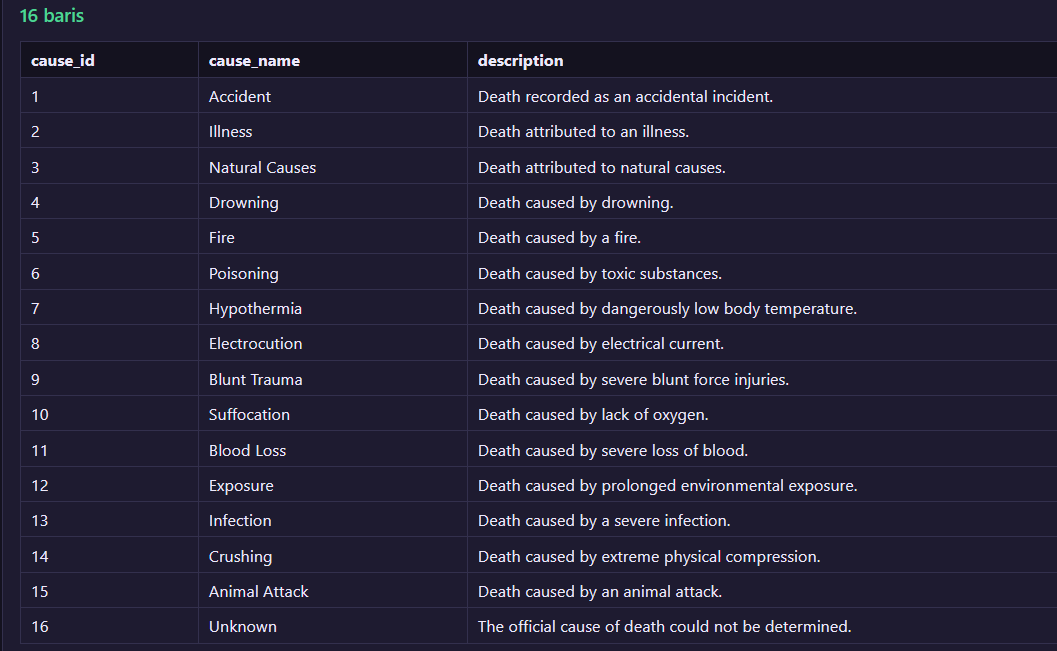 16 baris
cause_id cause_name description
1 Accident Death recorded as an accidental incident.
2 Illness Death attributed to an illness.
3 Natural Causes Death attributed to natural causes.
4 Drowning Death caused by drowning.
5 Fire Death caused by a fire.
6 Poisoning Death caused by toxic substances.
7 Hypothermia Death caused by dangerously low body temperature.
8 Electrocution Death caused by electrical current.
9 Blunt Trauma Death caused by severe blunt force injuries.
10 Suffocation Death caused by lack of oxygen.
11 Blood Loss Death caused by severe loss of blood.
12 Exposure Death caused by prolonged environmental exposure.
13 Infection Death caused by a severe infection.
14 Crushing Death caused by extreme physical compression.
15 Animal Attack Death caused by an animal attack.
16 Unknown The official cause of death could not be determined.